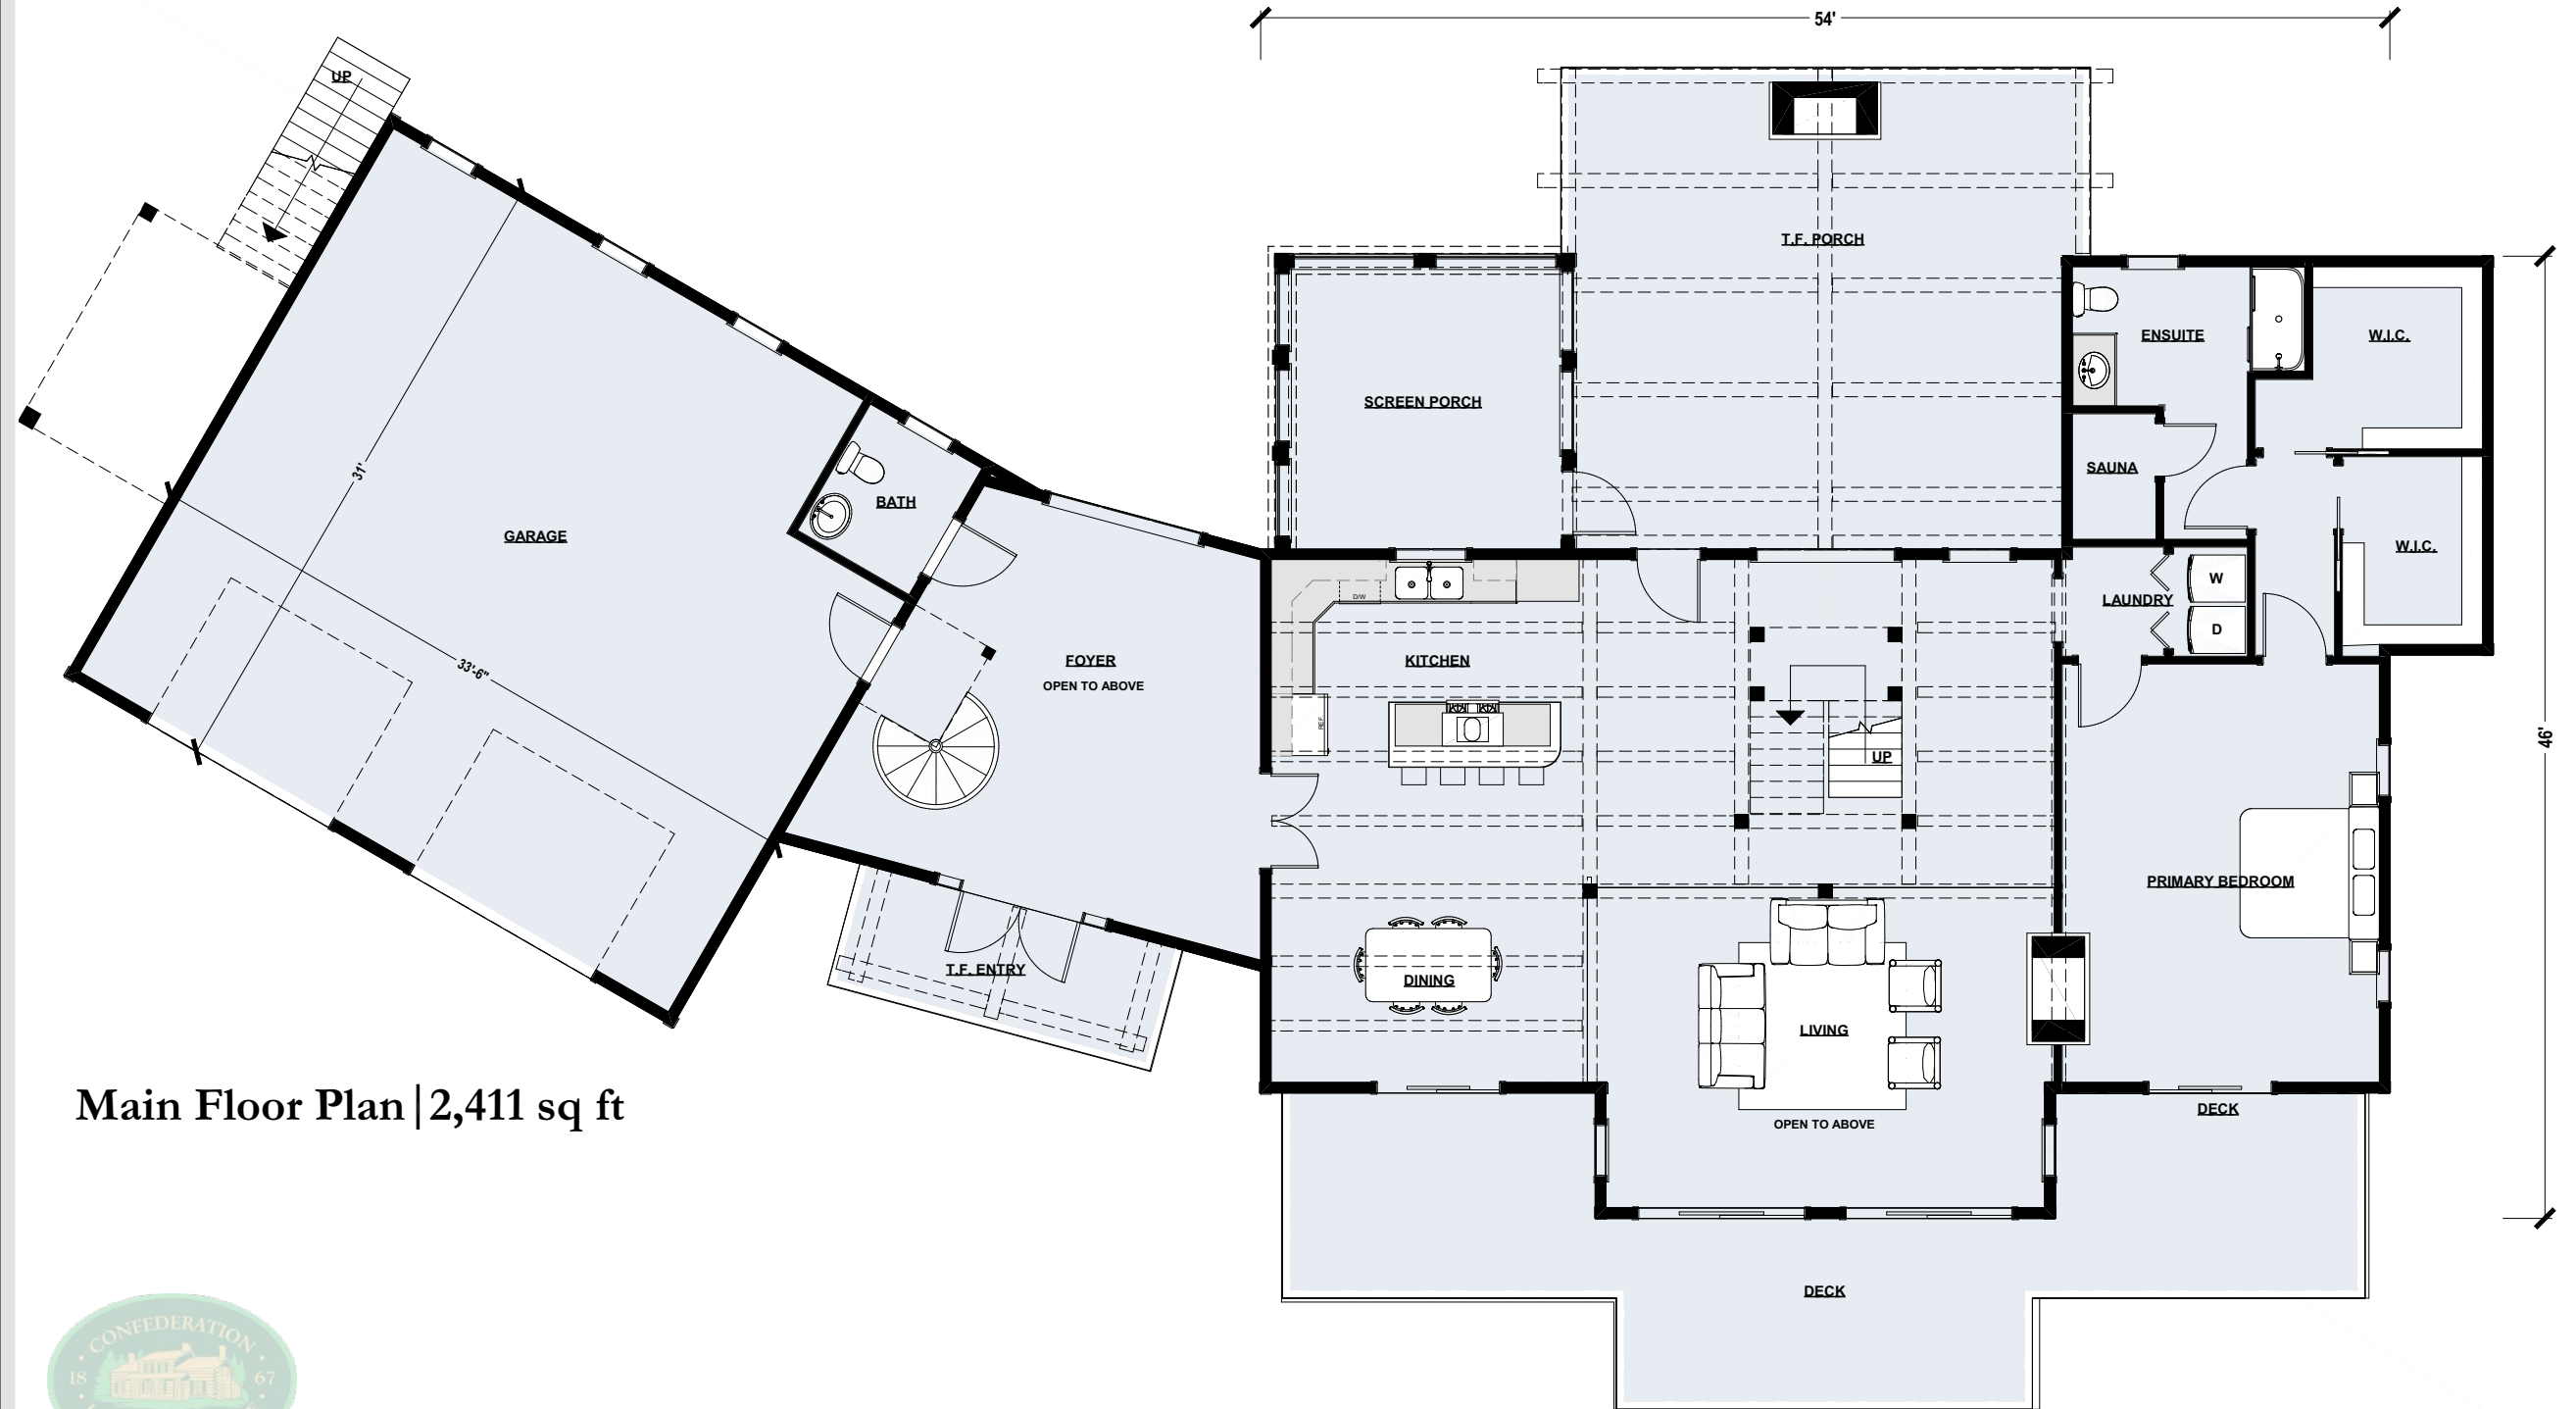 54'
UP
T.F. PORCH
ENSUITE
W.I.C.
SCREEN PORCH
SAUNA
31'
BATH
GARAGE
W.I.C.
W
D/W
LAUNDRY
D
FOYER
KITCHEN
33'-6"
OPEN TO ABOVE
REF
46'
UP
PRIMARY BEDROOM
T.F. ENTRY
DINING
LIVING
Main Floor Plan|2,411 sq ft
DECK
OPEN TO ABOVE
DECK
CONFEDERATION
18 67